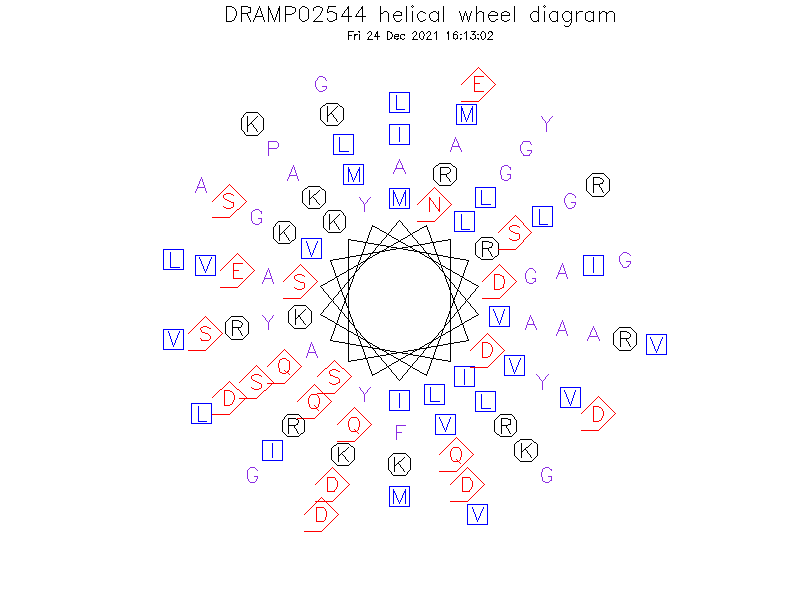 DRAMP02544 helical wheel diagram
Fri 24 Dec 2021 16:13:02
G E
L
K M
K Y
I
L A
P G
A
A M R G
A R
S K Y M N L G
G K L L
K S
V R
L V I G
E A G A
S D
K V
Y A
R A
S A
V R V
A D
Q V
S I
S Y
D Q Y I L L V
L D
R Q F V R
I K Q K
K
G G
D D
M
D V